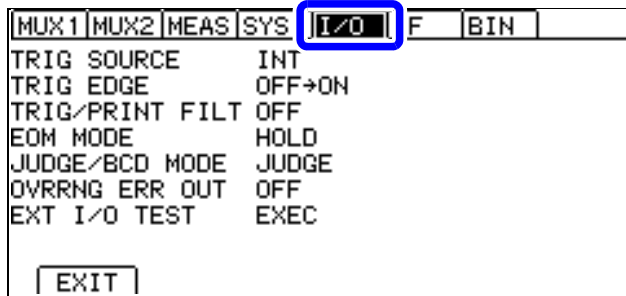 MUX1 MUX2 MEAS SYS I/O F BIN
TRIG SOURCE INT
TRIG EDGE OFF→ON
TRIG/PRINT FILT OFF
EOM MODE HOLD
JUDGE/BCD MODE JUDGE
OVRRNG ERR OUT OFF
EXT I/O TEST EXEC
EXIT